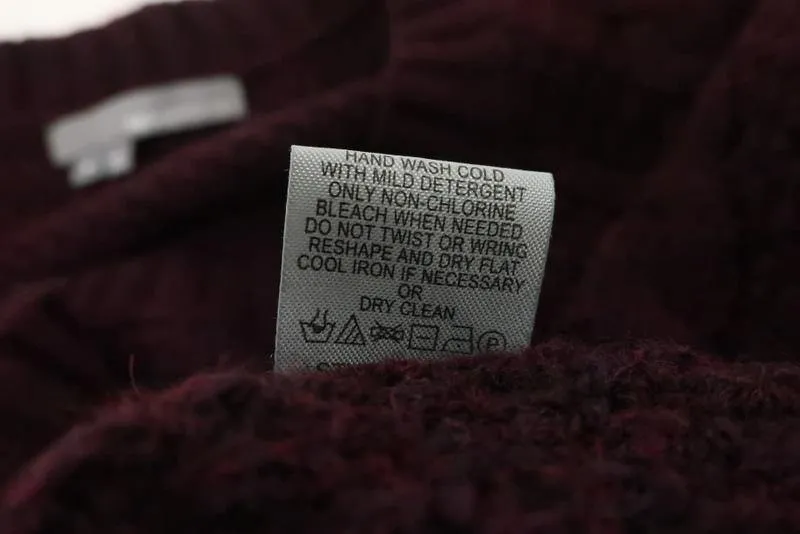 HAND WASH COLD
WITH MILD DETERGENT
ONLY NON-CHLORINE
BLEACH WHEN NEEDED
DO NOT TWIST OR WRING
RESHAPE AND DRY FLAT
COOL IRON IF NECESSARY
OR
DRY CLEAN
P